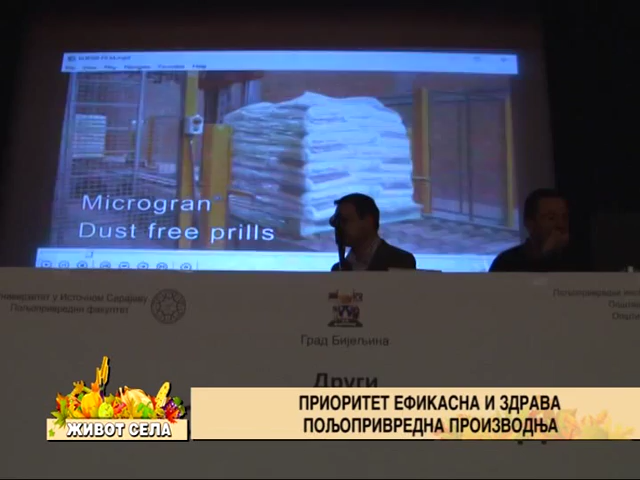 Microgran
Dust free prills
Универзитет у Источном Сарајеву
Пољопривредни факултет
Град Бијељина
Други
ЖИВОТ СЕЛА
ПРИОРИТЕТ ЕФИКАСНА И ЗДРАВА
ПОЉОПРИВРЕДНА ПРОИЗВОДЊА